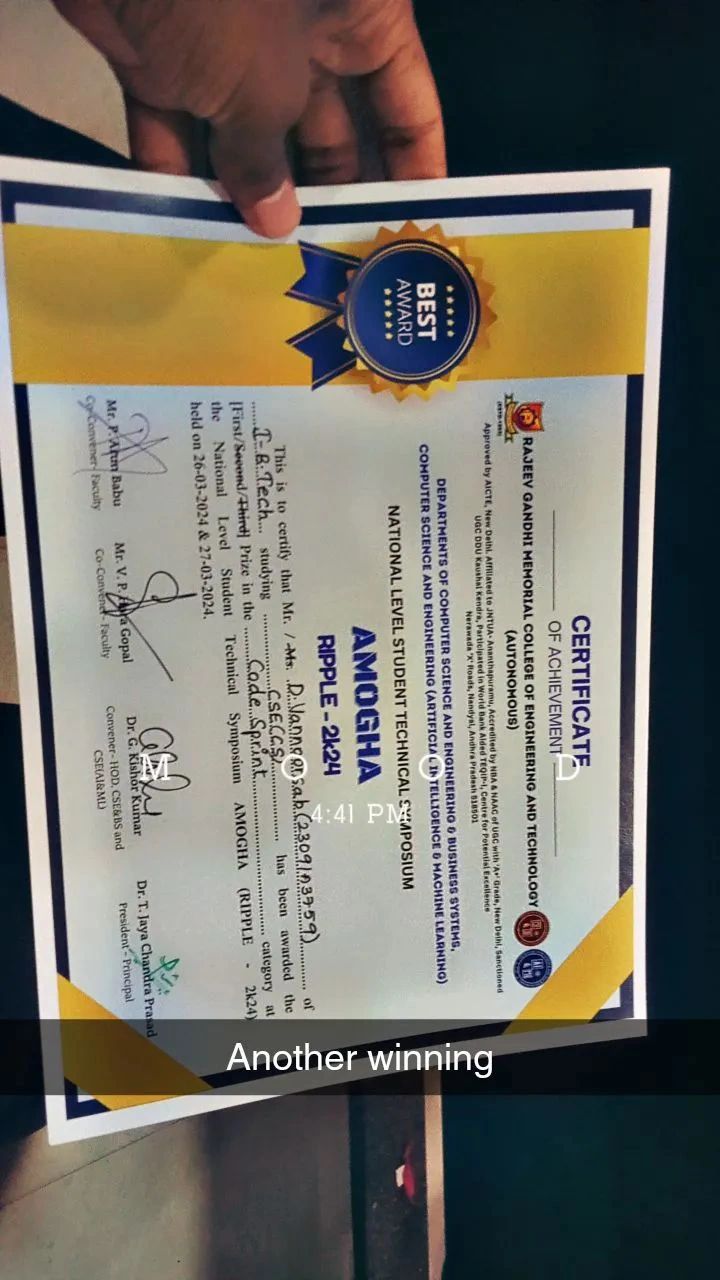 CERTIFICATE
OF ACHIEVEMENT
RAJEEV GANDHI MEMORIAL COLLEGE OF ENGINEERING AND TECHNOLOGY
(AUTONOMOUS)
(ESTD-1995)
Approved by AICTE, New Delhi. Affiliated to JNTUA- Ananthapuramu, Accredited by NBA & NAAC of UGC with 'A+' Grade, New Delhi, Sanctioned
UGC DDU Kaushal Kendra, Participated in World Bank Aided TEQIP-I, Centre for Potential Excellence
Nerawada 'X' Roads, Nandyal, Andhra Pradesh 518501
DEPARTMENTS OF COMPUTER SCIENCE AND ENGINEERING & BUSINESS SYSTEMS,
COMPUTER SCIENCE AND ENGINEERING (ARTIFICIAL INTELLIGENCE & MACHINE LEARNING)
NATIONAL LEVEL STUDENT TECHNICAL SYMPOSIUM
AMOGHA
RIPPLE - 2k24
BEST
AWARD
This is to certify that Mr. / Ms. D. (23091A3959) of
I-B.Tech studying CSE(CS) has been awarded the
[First/Second/Third] Prize in the Code Sprint category at
the National Level Student Technical Symposium AMOGHA (RIPPLE - 2k24)
held on 26-03-2024 & 27-03-2024.
Mr. P. Arun Babu
Co-Convener- Faculty
Mr. V. P. Gopal
Co-Convener- Faculty
Dr. G. Kishor Kumar
Convener- HOD, CSE&BS and
CSE(AI&ML)
Dr. T. Jaya Chandra Prasad
President - Principal
MOOD
4:41 PM
Another winning